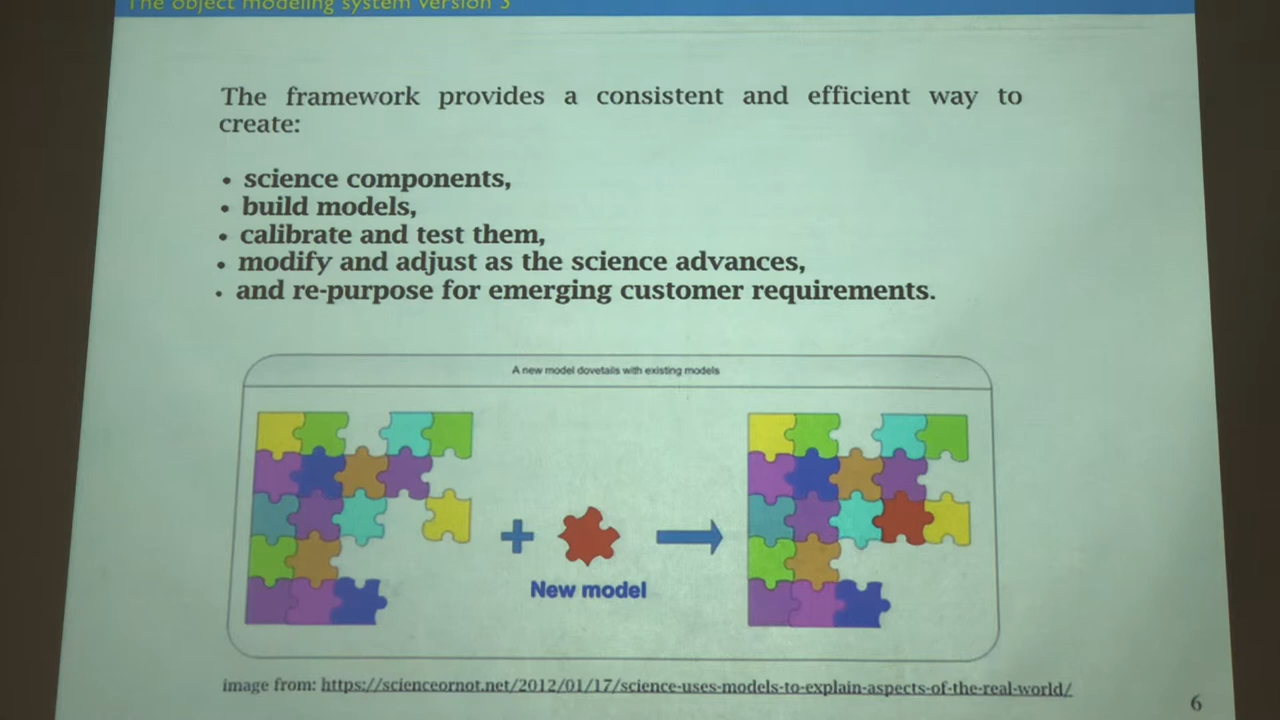 The object modeling system version 3
The framework provides a consistent and efficient way to
create:
• science components,
• build models,
• calibrate and test them,
• modify and adjust as the science advances,
• and re-purpose for emerging customer requirements.
A new model dovetails with existing models
New model
image from: https://scienceornot.net/2012/01/17/science-uses-models-to-explain-aspects-of-the-real-world/
6